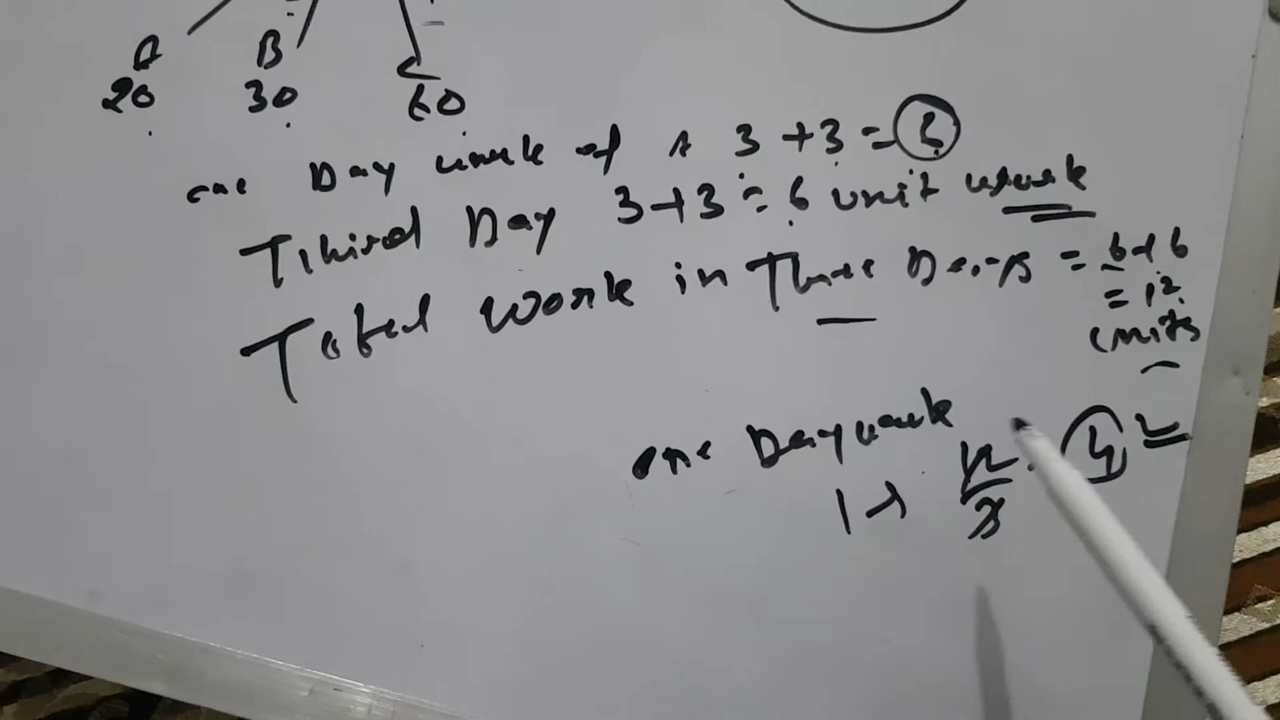 A B C
20 30 60
one Day work of A 3 + 3 = 6
Third Day 3+3 = 6 unit work
Total work in Three Days = 6+6
= 12
units
one Day work
1 → 12/3 = 4